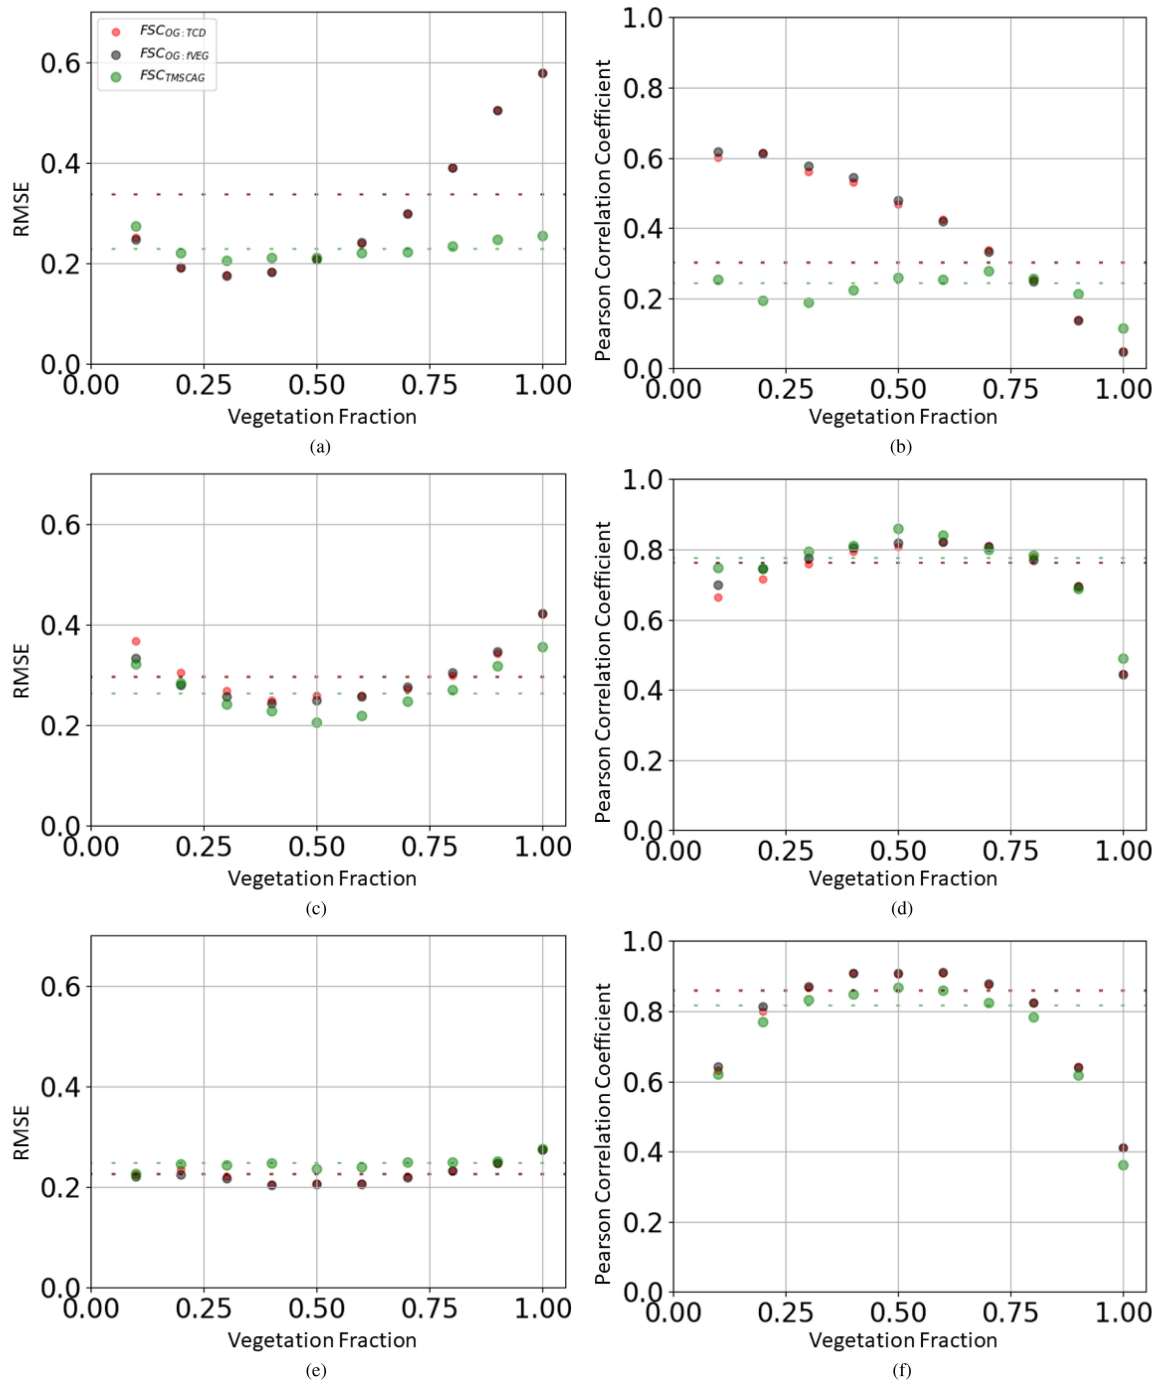 FSC_OG:TCD
FSC_OG:fVEG
FSC_TMSCAG
RMSE
0.6
0.4
0.2
0.0
0.00 0.25 0.50 0.75 1.00
Vegetation Fraction
(a)
Pearson Correlation Coefficient
1.0
0.8
0.6
0.4
0.2
0.0
0.00 0.25 0.50 0.75 1.00
Vegetation Fraction
(b)
RMSE
0.6
0.4
0.2
0.0
0.00 0.25 0.50 0.75 1.00
Vegetation Fraction
(c)
Pearson Correlation Coefficient
1.0
0.8
0.6
0.4
0.2
0.0
0.00 0.25 0.50 0.75 1.00
Vegetation Fraction
(d)
RMSE
0.6
0.4
0.2
0.0
0.00 0.25 0.50 0.75 1.00
Vegetation Fraction
(e)
Pearson Correlation Coefficient
1.0
0.8
0.6
0.4
0.2
0.0
0.00 0.25 0.50 0.75 1.00
Vegetation Fraction
(f)